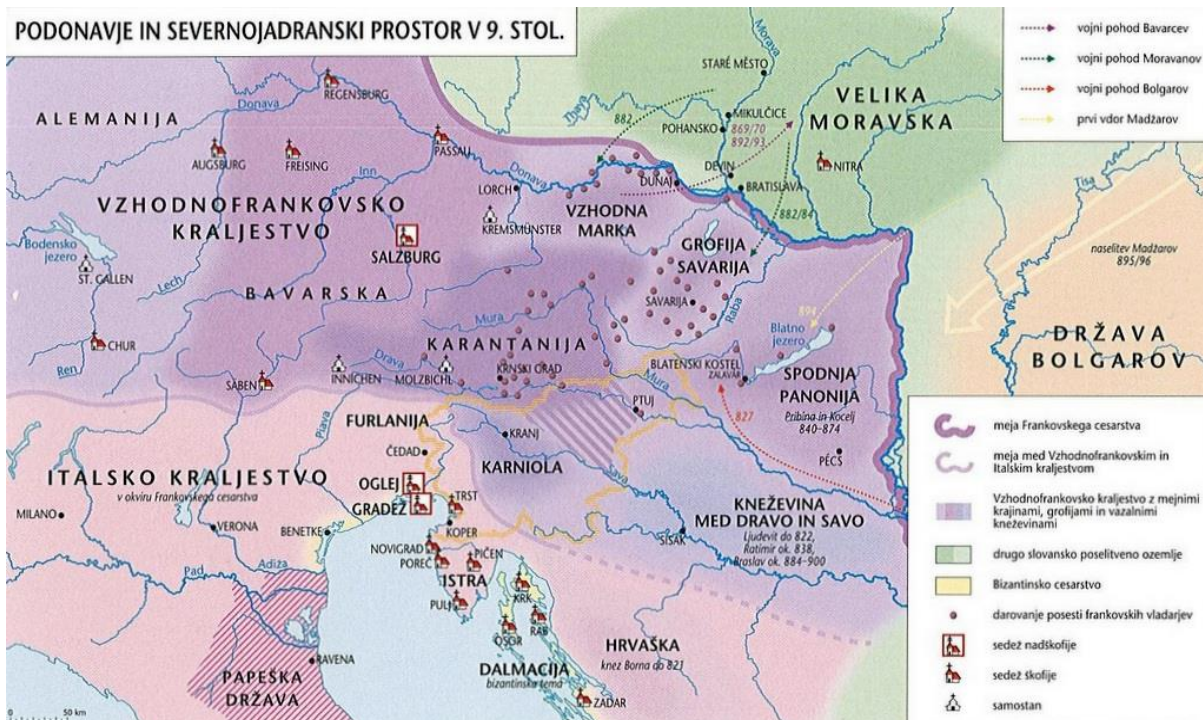 PODONAVJE IN SEVERNOJADRANSKI PROSTOR V 9. STOL.
vojni pohod Bavarcev
vojni pohod Moravanov
vojni pohod Bolgarov
prvi vdor Madžarov
ALEMANIJA
Donava
REGENSBURG
AUGSBURG
FREISING
PASSAU
Inn
Donava
LORCH
KREMSMÜNSTER
VZHODNOFRANKOVSKO
KRALJESTVO
SALZBURG
Bodensko
jezero
ST. GALLEN
Lech
BAVARSKA
CHUR
Ren
SÄBEN
INNICHEN
MOLZBICHL
Drava
Mura
KARANTANIJA
KRNSKI GRAD
Morava
STARÉ MĚSTO
MIKULČICE
POHANSKO
869/70
892/93
882
VELIKA
MORAVSKA
NITRA
DEVIN
BRATISLAVA
DUNAJ
882/84
VZHODNA
MARKA
GROFIJA
SAVARIJA
SAVARIJA
Raba
894
Blatno
jezero
BLATENSKI KOSTEL
ZALAVÁR
Mura
PTUJ
827
SPODNJA
PANONIJA
Pribina in Kocelj
840–874
PÉCS
Tisa
naselitev Madžarov
895/96
DRŽAVA
BOLGAROV
FURLANIJA
Piava
ČEDAD
OGLEJ
GRADEŽ
KRANJ
KARNIOLA
Sava
SISAK
KNEŽEVINA
MED DRAVO IN SAVO
Ljudevit do 822,
Ratimir ok. 838,
Braslav ok. 884–900
ITALSKO KRALJESTVO
v okviru Frankovskega cesarstva
MILANO
VERONA
BENETKE
Adiža
Pad
RAVENA
PAPEŠKA
DRŽAVA
TRST
KOPER
NOVIGRAD
POREČ
PIČEN
ISTRA
PULJ
KRK
RAB
OSOR
DALMACIJA
bizantinska tema
ZADAR
HRVAŠKA
knez Borna do 821
meja Frankovskega cesarstva
meja med Vzhodnofrankovskim in
Italskim kraljestvom
Vzhodnofrankovsko kraljestvo z mejnimi
krajinami, grofijami in vazalnimi
kneževinami
drugo slovansko poselitveno ozemlje
Bizantinsko cesarstvo
darovanje posesti frankovskih vladarjev
sedež nadškofije
sedež škofije
samostan
0
50 km